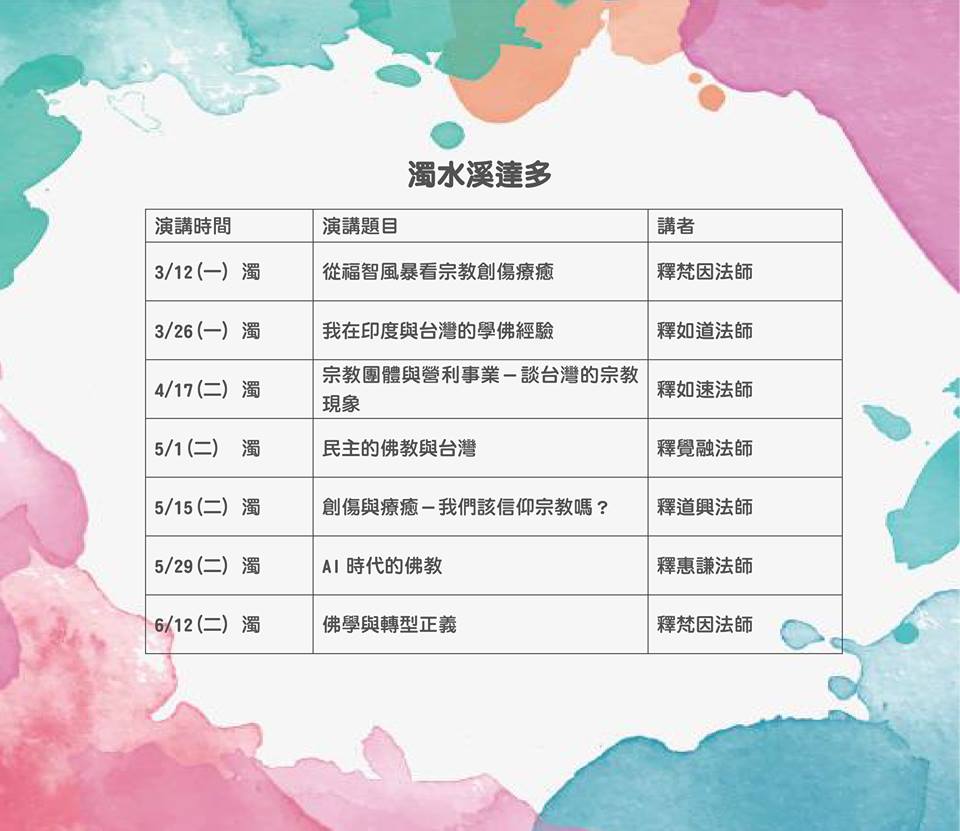 濁水溪達多
演講時間 演講題目 講者
3/12(一) 濁 從福智風暴看宗教創傷療癒 釋梵因法師
3/26(一) 濁 我在印度與台灣的學佛經驗 釋如道法師
4/17(二) 濁 宗教團體與營利事業－談台灣的宗教
現象 釋如速法師
5/1(二) 濁 民主的佛教與台灣 釋覺融法師
5/15(二) 濁 創傷與療癒－我們該信仰宗教嗎？ 釋道興法師
5/29(二) 濁 AI 時代的佛教 釋惠謙法師
6/12(二) 濁 佛學與轉型正義 釋梵因法師